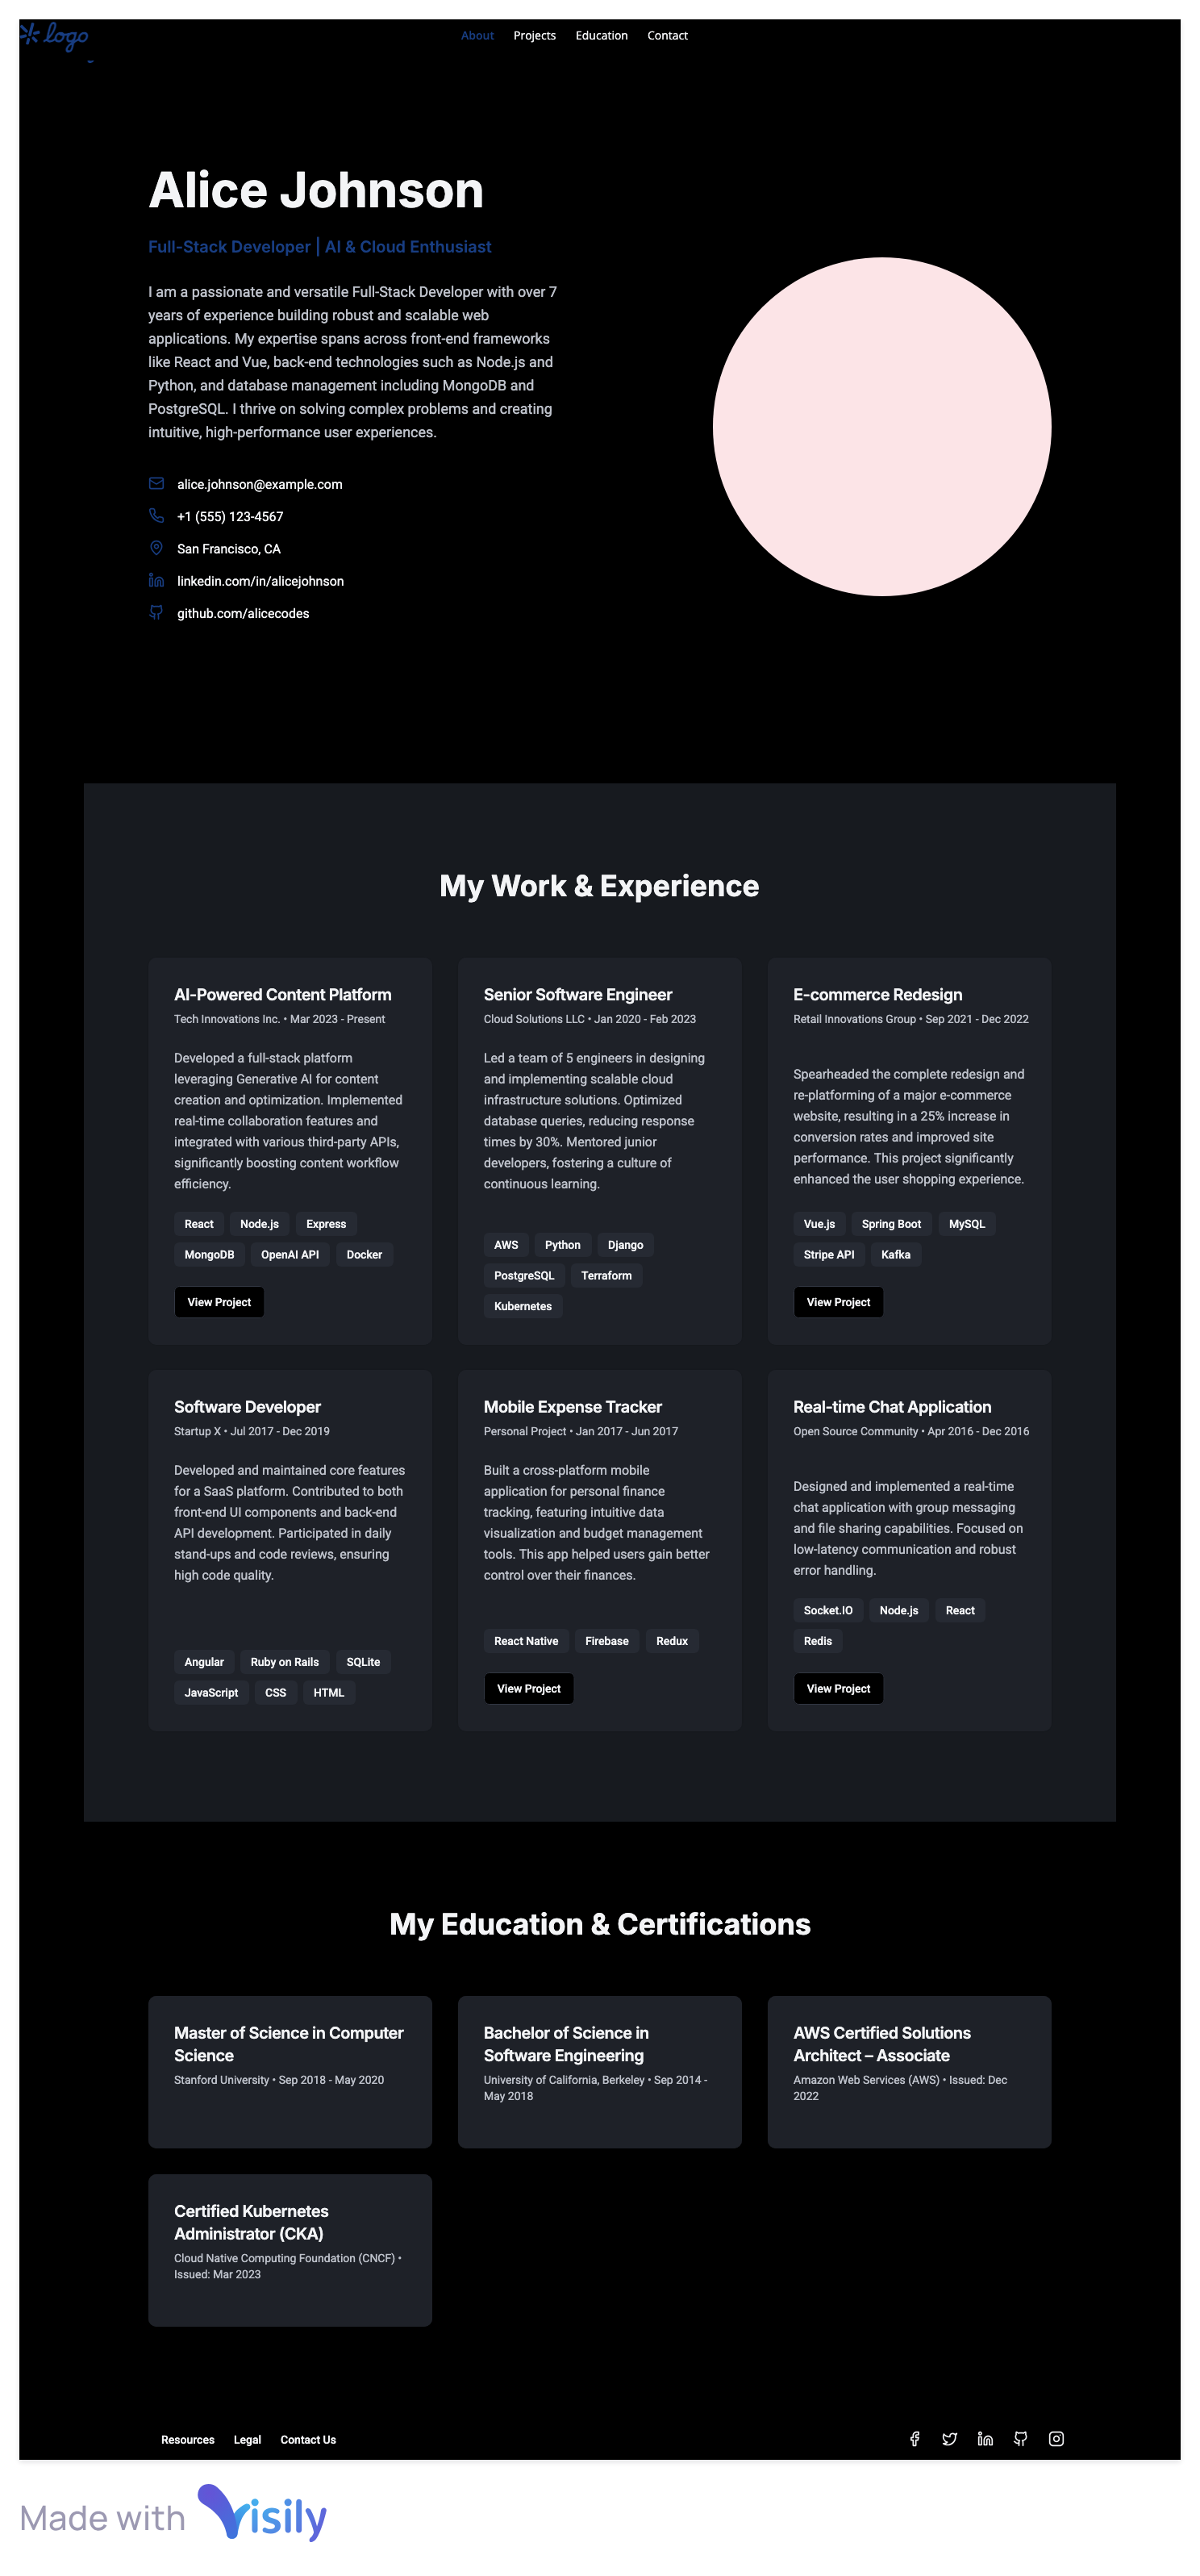 logo
About Projects Education Contact
Alice Johnson
Full-Stack Developer | AI & Cloud Enthusiast
I am a passionate and versatile Full-Stack Developer with over 7
years of experience building robust and scalable web
applications. My expertise spans across front-end frameworks
like React and Vue, back-end technologies such as Node.js and
Python, and database management including MongoDB and
PostgreSQL. I thrive on solving complex problems and creating
intuitive, high-performance user experiences.
alice.johnson@example.com
+1 (555) 123-4567
San Francisco, CA
linkedin.com/in/alicejohnson
github.com/alicecodes
My Work & Experience
AI-Powered Content Platform
Tech Innovations Inc. • Mar 2023 - Present
Developed a full-stack platform
leveraging Generative AI for content
creation and optimization. Implemented
real-time collaboration features and
integrated with various third-party APIs,
significantly boosting content workflow
efficiency.
React Node.js Express
MongoDB OpenAI API Docker
View Project
Senior Software Engineer
Cloud Solutions LLC • Jan 2020 - Feb 2023
Led a team of 5 engineers in designing
and implementing scalable cloud
infrastructure solutions. Optimized
database queries, reducing response
times by 30%. Mentored junior
developers, fostering a culture of
continuous learning.
AWS Python Django
PostgreSQL Terraform
Kubernetes
E-commerce Redesign
Retail Innovations Group • Sep 2021 - Dec 2022
Spearheaded the complete redesign and
re-platforming of a major e-commerce
website, resulting in a 25% increase in
conversion rates and improved site
performance. This project significantly
enhanced the user shopping experience.
Vue.js Spring Boot MySQL
Stripe API Kafka
View Project
Software Developer
Startup X • Jul 2017 - Dec 2019
Developed and maintained core features
for a SaaS platform. Contributed to both
front-end UI components and back-end
API development. Participated in daily
stand-ups and code reviews, ensuring
high code quality.
Angular Ruby on Rails SQLite
JavaScript CSS HTML
Mobile Expense Tracker
Personal Project • Jan 2017 - Jun 2017
Built a cross-platform mobile
application for personal finance
tracking, featuring intuitive data
visualization and budget management
tools. This app helped users gain better
control over their finances.
React Native Firebase Redux
View Project
Real-time Chat Application
Open Source Community • Apr 2016 - Dec 2016
Designed and implemented a real-time
chat application with group messaging
and file sharing capabilities. Focused on
low-latency communication and robust
error handling.
Socket.IO Node.js React
Redis
View Project
My Education & Certifications
Master of Science in Computer
Science
Stanford University • Sep 2018 - May 2020
Bachelor of Science in
Software Engineering
University of California, Berkeley • Sep 2014 -
May 2018
AWS Certified Solutions
Architect – Associate
Amazon Web Services (AWS) • Issued: Dec
2022
Certified Kubernetes
Administrator (CKA)
Cloud Native Computing Foundation (CNCF) •
Issued: Mar 2023
Resources Legal Contact Us
Made with Visily